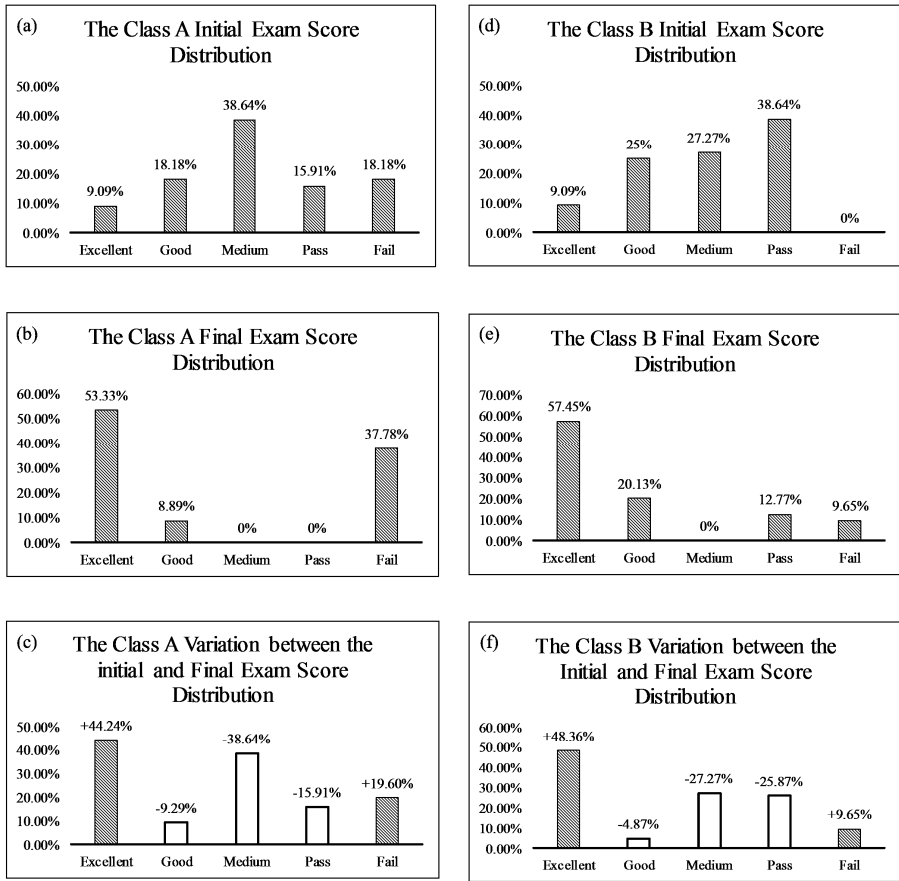 (a)
The Class A Initial Exam Score
Distribution
50.00%
40.00%
30.00%
20.00%
10.00%
0.00%
9.09%
18.18%
38.64%
15.91%
18.18%
Excellent Good Medium Pass Fail
(d)
The Class B Initial Exam Score
Distribution
50.00%
40.00%
30.00%
20.00%
10.00%
0.00%
9.09%
25%
27.27%
38.64%
0%
Excellent Good Medium Pass Fail
(b)
The Class A Final Exam Score
Distribution
60.00%
50.00%
40.00%
30.00%
20.00%
10.00%
0.00%
53.33%
8.89%
0%
0%
37.78%
Excellent Good Medium Pass Fail
(e)
The Class B Final Exam Score
Distribution
70.00%
60.00%
50.00%
40.00%
30.00%
20.00%
10.00%
0.00%
57.45%
20.13%
0%
12.77%
9.65%
Excellent Good Medium Pass Fail
(c)
The Class A Variation between the
initial and Final Exam Score
Distribution
50.00%
40.00%
30.00%
20.00%
10.00%
0.00%
+44.24%
-9.29%
-38.64%
-15.91%
+19.60%
Excellent Good Medium Pass Fail
(f)
The Class B Variation between the
Initial and Final Exam Score
Distribution
60.00%
50.00%
40.00%
30.00%
20.00%
10.00%
0.00%
+48.36%
-4.87%
-27.27%
-25.87%
+9.65%
Excellent Good Medium Pass Fail